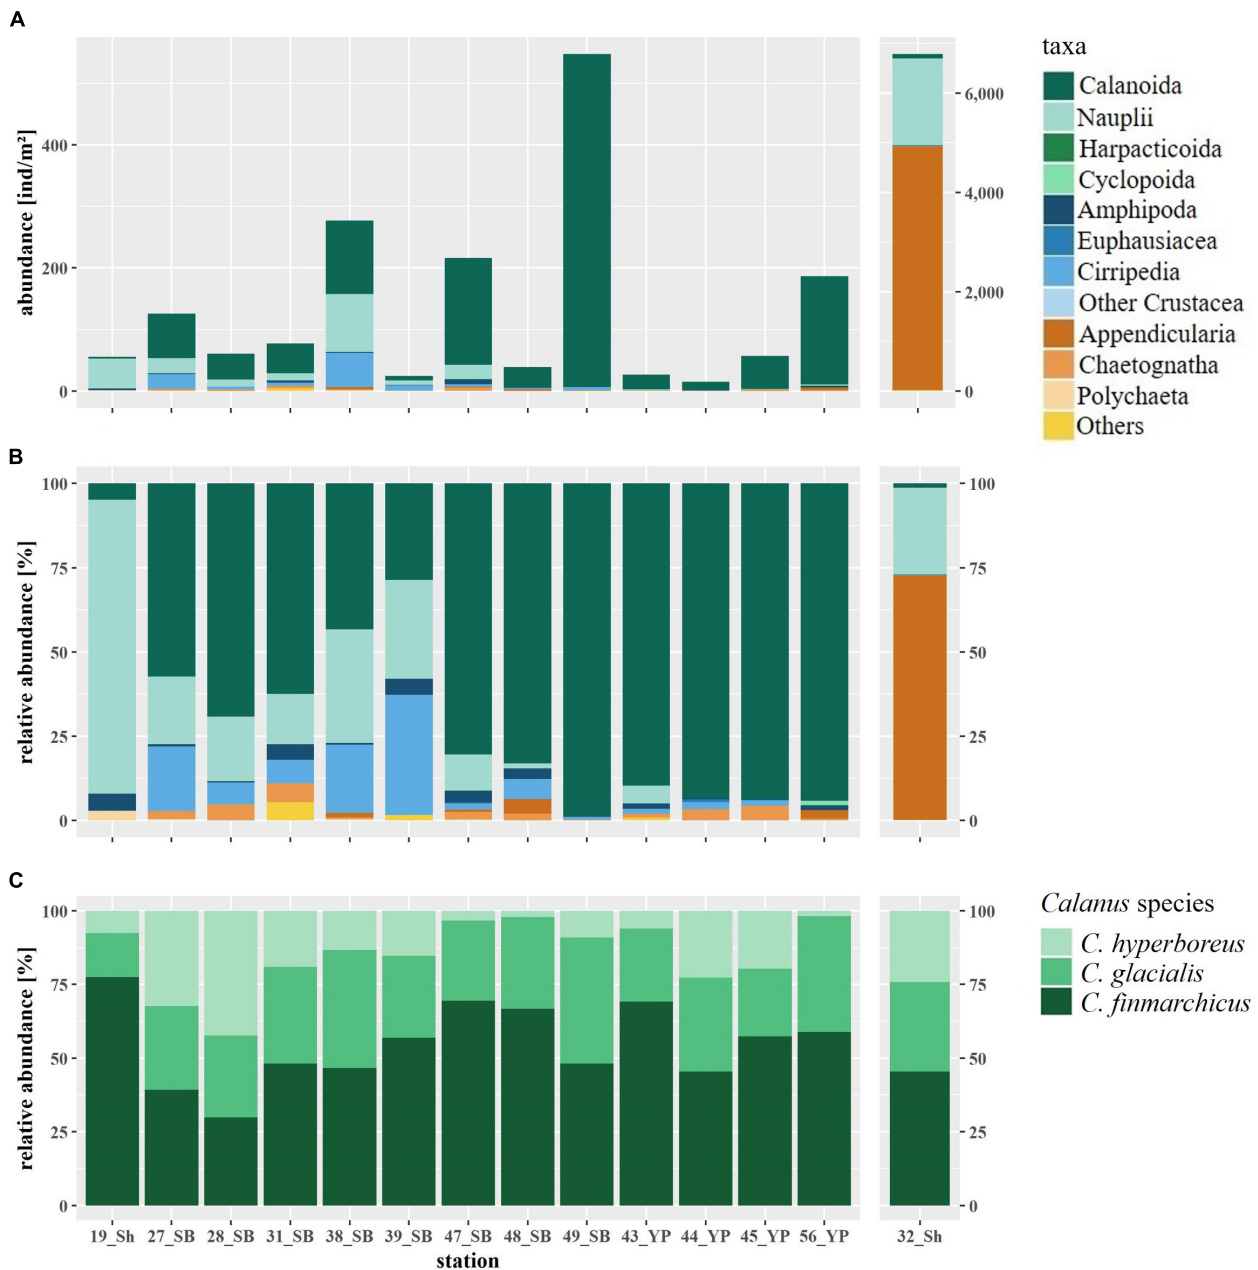 A
abundance [ind/m²]
400
200
0
6,000
4,000
2,000
0
taxa
Calanoida
Nauplii
Harpacticoida
Cyclopoida
Amphipoda
Euphausiacea
Cirripedia
Other Crustacea
Appendicularia
Chaetognatha
Polychaeta
Others
B
relative abundance [%]
100
75
50
25
0
100
75
50
25
0
C
relative abundance [%]
100
75
50
25
0
100
75
50
25
0
Calanus species
C. hyperboreus
C. glacialis
C. finmarchicus
19_Sh 27_SB 28_SB 31_SB 38_SB 39_SB 47_SB 48_SB 49_SB 43_YP 44_YP 45_YP 56_YP 32_Sh
station